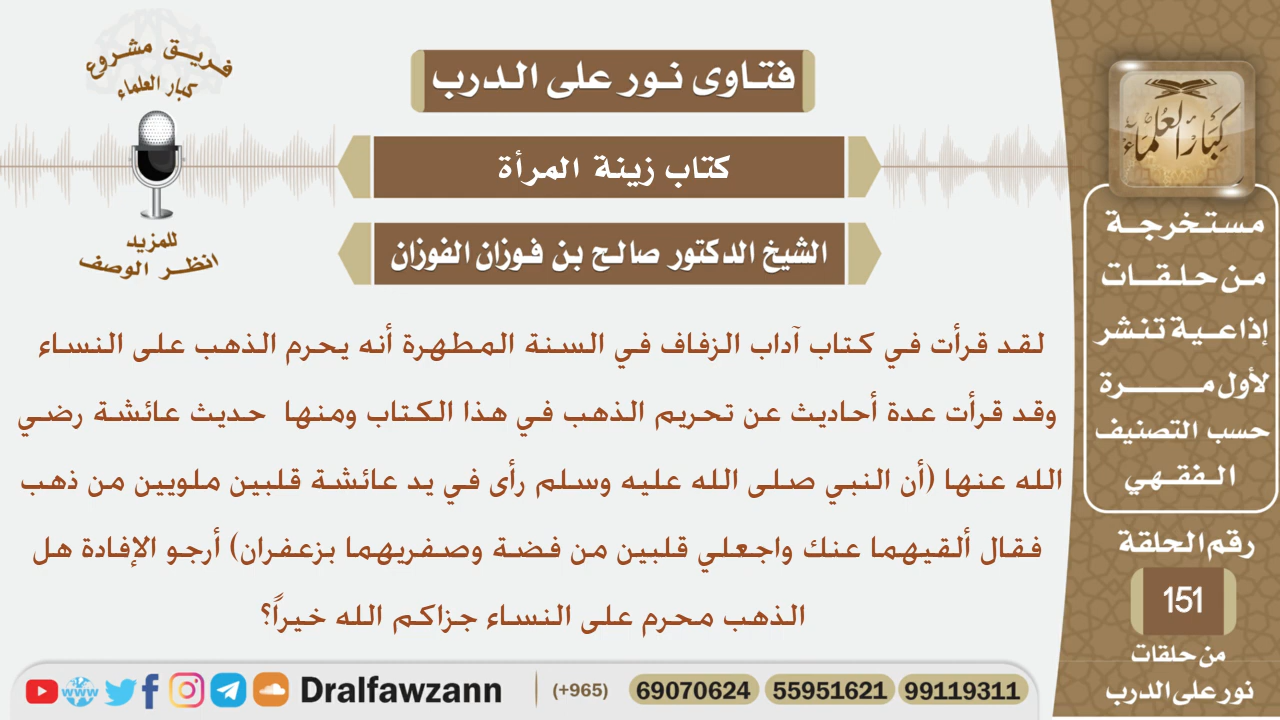 فريق مشروع
كبار العلماء
للمزيد
انظر الوصف
فتاوى نور على الدرب
كتاب زينة المرأة
الشيخ الدكتور صالح بن فوزان الفوزان
لقد قرأت في كتاب آداب الزفاف في السنة المطهرة أنه يحرم الذهب على النساء
وقد قرأت عدة أحاديث عن تحريم الذهب في هذا الكتاب ومنها حديث عائشة رضي
الله عنها (أن النبي صلى الله عليه وسلم رأى في يد عائشة قلبين ملويين من ذهب
فقال ألقيهما عنك واجعلي قلبين من فضة وصفريهما بزعفران) أرجو الإفادة هل
الذهب محرم على النساء جزاكم الله خيراً؟
كبار العلماء
مستخرجة
من حلقات
إذاعية تنشر
لأول مرة
حسب التصنيف
الفقهي
رقم الحلقة
151
من حلقات
نور على الدرب
www Dralfawzann (+965) 69070624 55951621 99119311